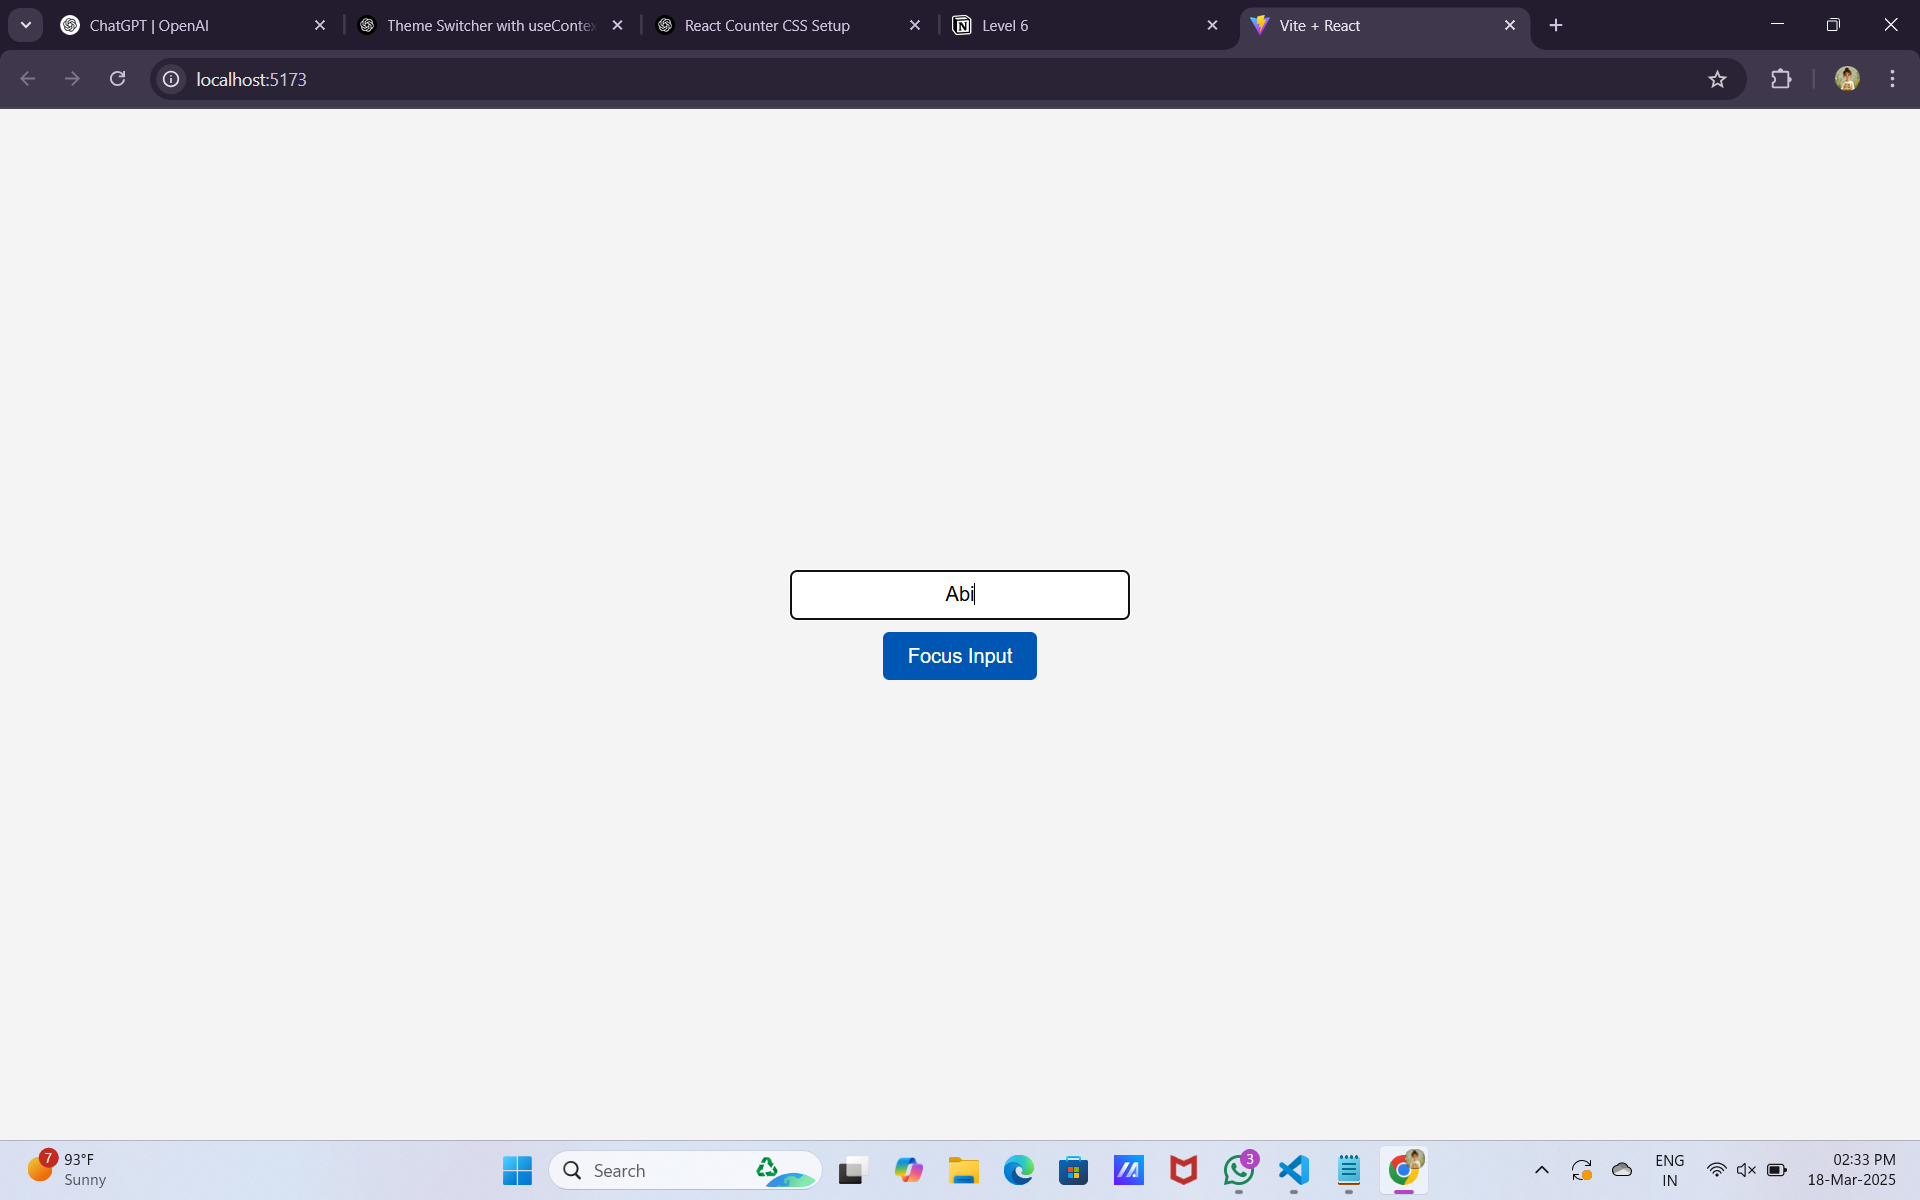 ChatGPT | OpenAI
Theme Switcher with useContex
React Counter CSS Setup
Level 6
Vite + React
localhost:5173
Abi
Focus Input
7
93°F
Sunny
Search
3
ENG
IN
02:33 PM
18-Mar-2025